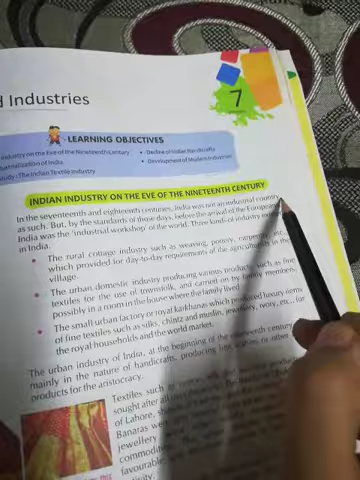 d Industries
7
LEARNING OBJECTIVES
Industry on the Eve of the Nineteenth Century • Decline of Indian Handicrafts
ustrialisation of India • Development of Modern Industries
tudy : The Indian Textile Industry
INDIAN INDUSTRY ON THE EVE OF THE NINETEENTH CENTURY
In the seventeenth and eighteenth centuries, India was not an industrial country
as such. But, by the standards of those days, before the arrival of the Europeans,
India was the 'industrial workshop' of the world. Three kinds of industry
in India.
• The rural cottage industry such as weaving, pottery, carpentry, etc.,
which provided for day-to-day requirements of the agriculturists in the
village.
• The urban domestic industry producing various products, such as fine
textiles for the use of townfolk, and carried on by family members,
possibly in a room in the house where the family lived.
• The small urban factory or royal karkhanas which produced luxury items
of fine textiles such as silks, chintz and muslin, jewellery, ivory, etc., for
the royal households and the world market.
The urban industry of India, at the beginning of the nineteenth century
mainly in the nature of handicrafts, producing or other
products for the aristocracy.
Textiles such as
sought after all
of Lahore,
Banaras we
jewellery
commodit
favourable